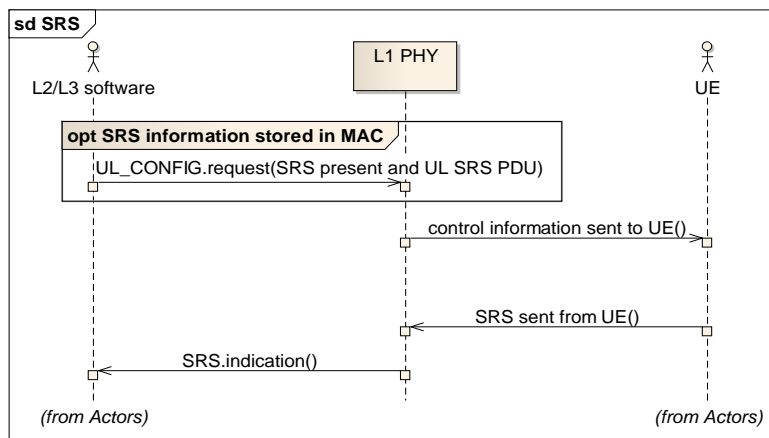 sd SRS
L2/L3 software
L1 PHY
UE
opt SRS information stored in MAC
UL_CONFIG.request(SRS present and UL SRS PDU)
control information sent to UE()
SRS sent from UE()
SRS.indication()
(from Actors)
(from Actors)